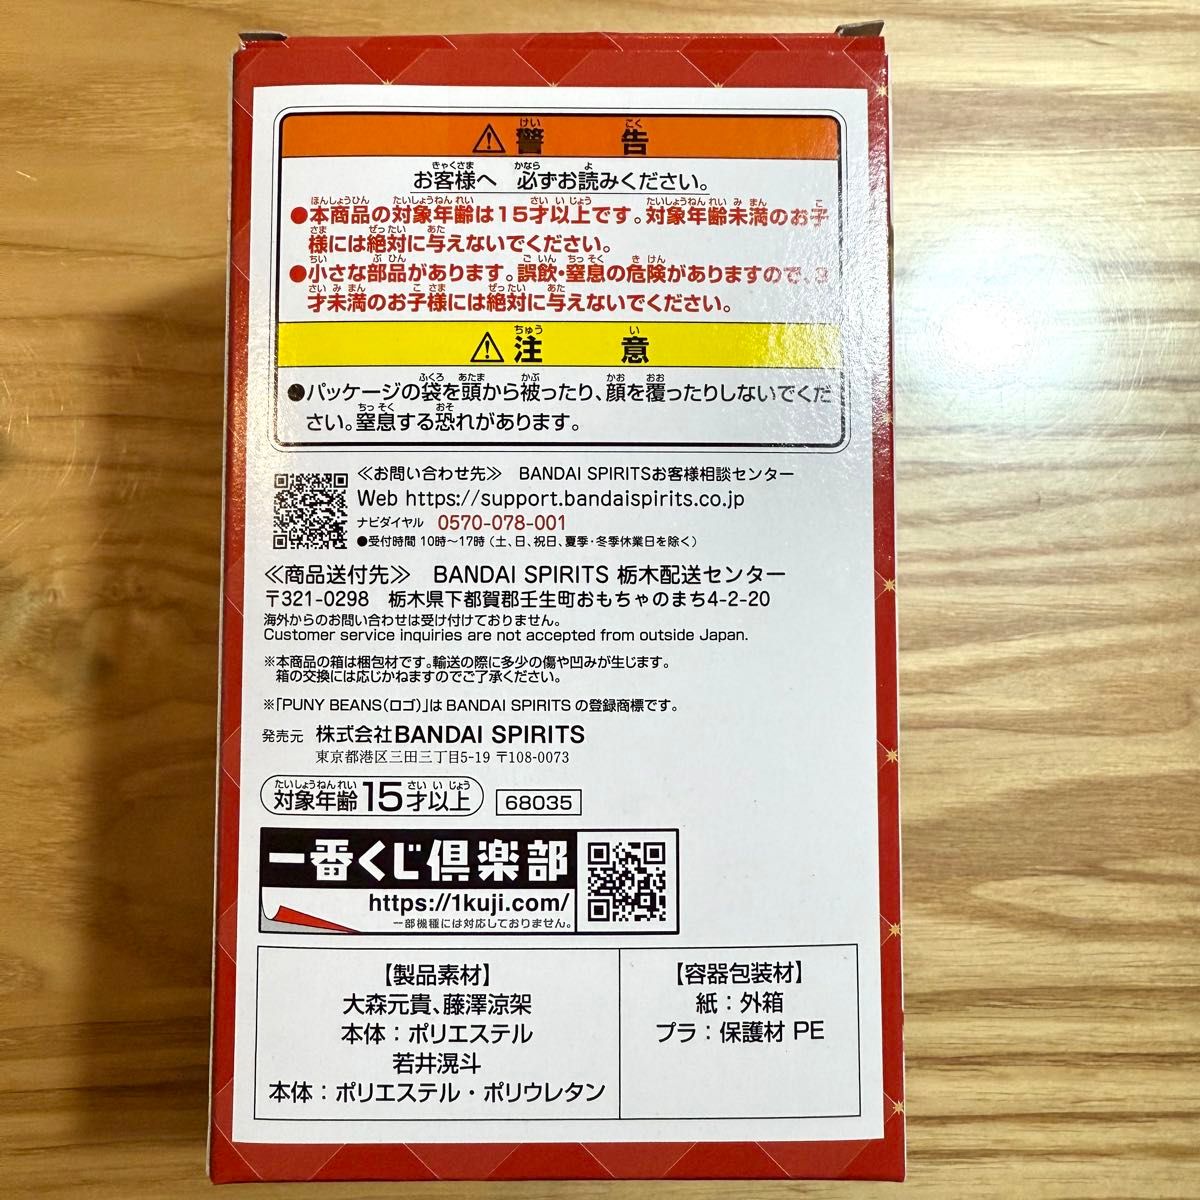 ⚠警告
お客様へ 必ずお読みください。
●本商品の対象年齢は15才以上です。対象年齢未満のお子
様には絶対に与えないでください。
●小さな部品があります。誤飲・窒息の危険がありますので、3
才未満のお子様には絶対に与えないでください。
⚠注意
●パッケージの袋を頭から被ったり、顔を覆ったりしないでくだ
さい。窒息する恐れがあります。
≪お問い合わせ先≫ BANDAI SPIRITSお客様相談センター
Web https://support.bandaispirits.co.jp
ナビダイヤル 0570-078-001
●受付時間 10時~17時(土、日、祝日、夏季・冬季休業日を除く)
≪商品送付先≫ BANDAI SPIRITS 栃木配送センター
〒321-0298 栃木県下都賀郡壬生町おもちゃのまち4-2-20
海外からのお問い合わせは受け付けておりません。
Customer service inquiries are not accepted from outside Japan.
※本商品の箱は梱包材です。輸送の際に多少の傷や凹みが生じます。
箱の交換には応じかねますのでご了承ください。
※「PUNY BEANS(ロゴ)」はBANDAI SPIRITSの登録商標です。
発売元 株式会社BANDAI SPIRITS
東京都港区三田三丁目5-19 〒108-0073
対象年齢15才以上 68035
一番くじ倶楽部
https://1kuji.com/
一部機種には対応しておりません。
【製品素材】
大森元貴、藤澤涼架
本体:ポリエステル
若井滉斗
本体:ポリエステル・ポリウレタン
【容器包装材】
紙:外箱
プラ:保護材 PE